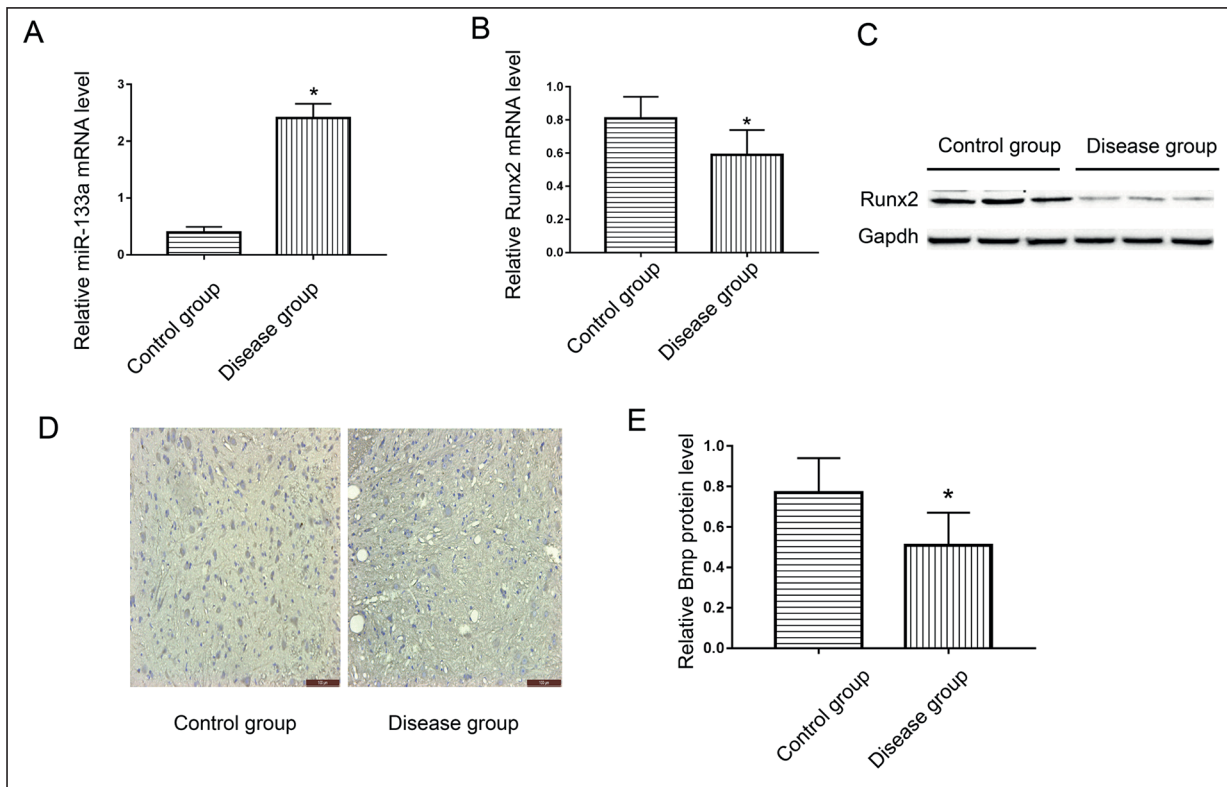 A
Relative miR-133a mRNA level
3
2
1
0
*
Control group
Disease group
B
Relative Runx2 mRNA level
1.0
0.8
0.6
0.4
0.2
0.0
*
Control group
Disease group
C
Control group
Disease group
Runx2
Gapdh
D
Control group
Disease group
E
Relative Bmp protein level
1.0
0.8
0.6
0.4
0.2
0.0
*
Control group
Disease group